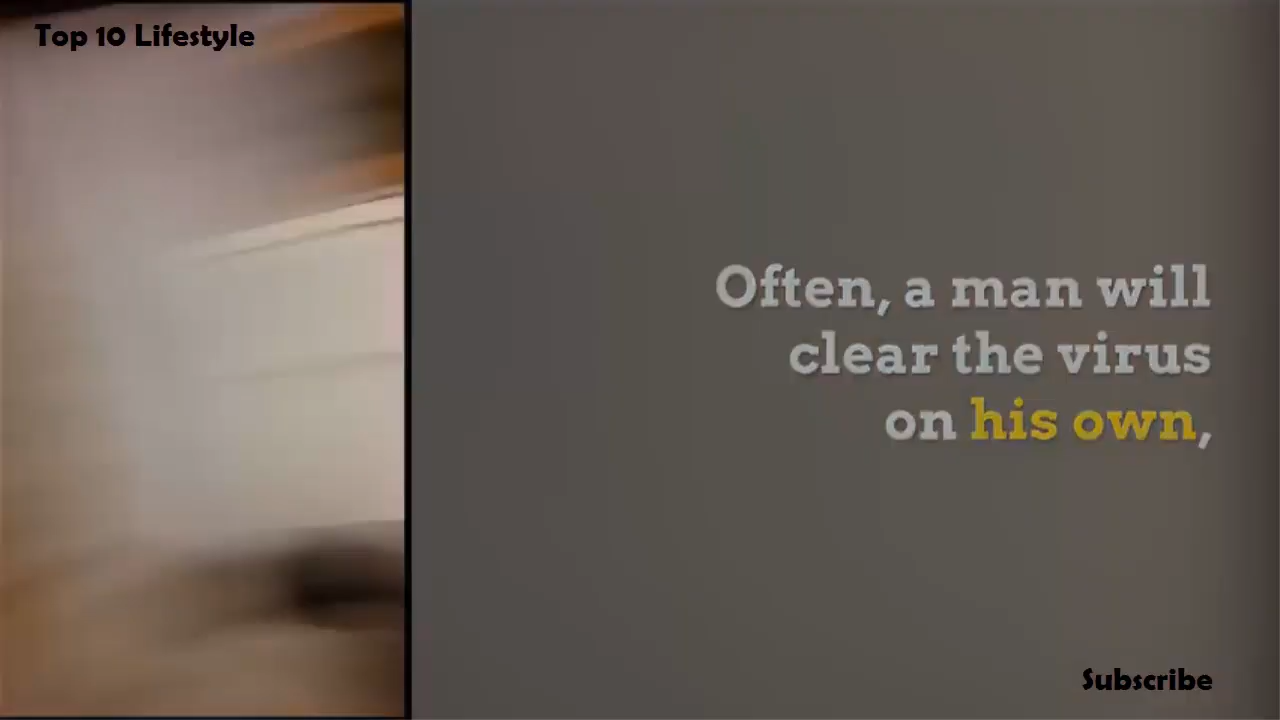 Top 10 Lifestyle
Often, a man will
clear the virus
on his own,
Subscribe